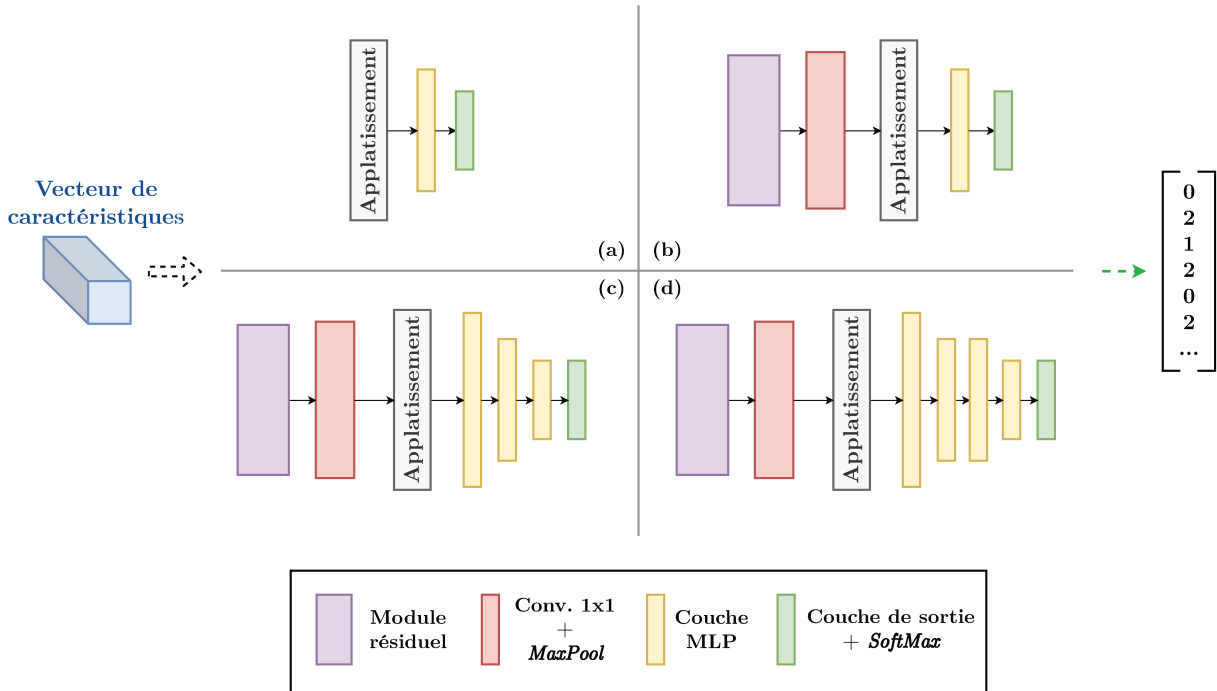 Vecteur de
caractéristiques
Applatissement
(a)
Applatissement
(b)
Applatissement
(c)
Applatissement
(d)
0
2
1
2
0
2
...
Module
résiduel
Conv. 1x1
+
MaxPool
Couche
MLP
Couche de sortie
+ SoftMax